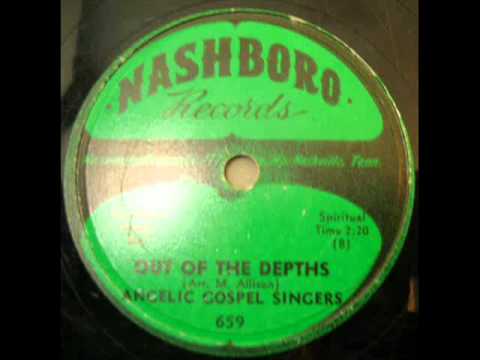 NASHBORO
Records
Nashville, Tenn.
Spiritual
Time 2:20
(B)
OUT OF THE DEPTHS
(Arr. M. Allison)
ANGELIC GOSPEL SINGERS
659